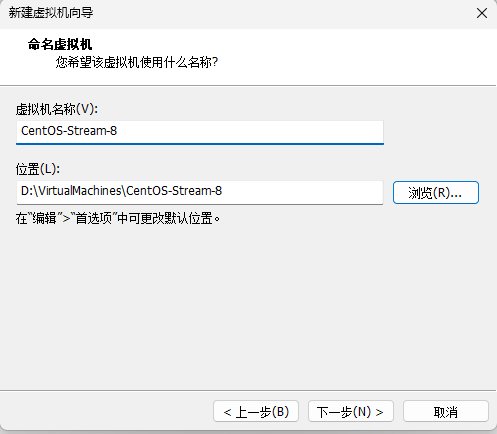 新建虚拟机向导
命名虚拟机
您希望该虚拟机使用什么名称?
虚拟机名称(V):
CentOS-Stream-8
位置(L):
D:\VirtualMachines\CentOS-Stream-8
浏览(R)...
在“编辑”>“首选项”中可更改默认位置。
< 上一步(B) 下一步(N) > 取消